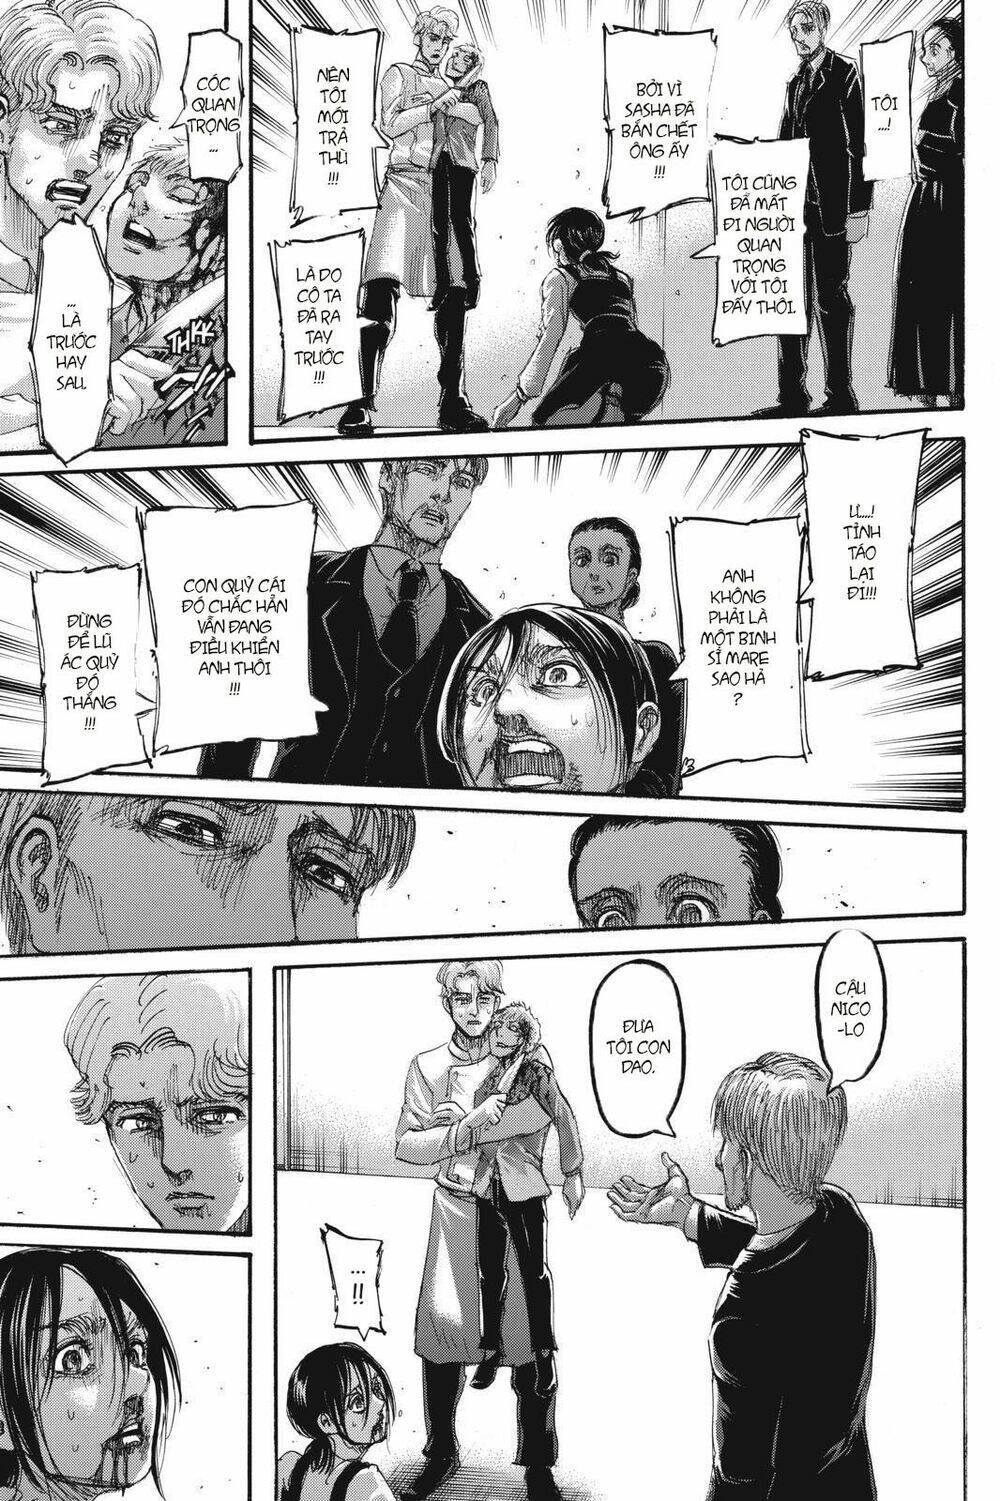 TÔI
...!
TÔI CŨNG
ĐÃ MẤT
ĐI NGƯỜI
QUAN
TRỌNG
VỚI TÔI
ĐẤY THÔI.
BỞI VÌ
SASHA ĐÃ
BẮN CHẾT
ÔNG ẤY
!!!
NÊN
TÔI
MỚI
TRẢ
THÙ
!!!
LÀ DO
CÔ TA
ĐÃ RA
TAY
TRƯỚC
!!!
CÓC
QUAN
TRỌNG
...
...
LÀ
TRƯỚC
HAY
SAU.
Ư...!
TỈNH
TÁO
LẠI
ĐI!!!
ANH
KHÔNG
PHẢI LÀ
MỘT BINH
SĨ MARE
SAO HẢ
?
CON QUỶ CÁI
ĐÓ CHẮC HẲN
VẪN ĐANG
ĐIỀU KHIỂN
ANH THÔI
!!!
ĐỪNG
ĐỂ LŨ
ÁC QUỶ
ĐÓ
THẮNG
!!!
CẬU
NICO
-LO
ĐƯA
TÔI CON
DAO.
...
!!